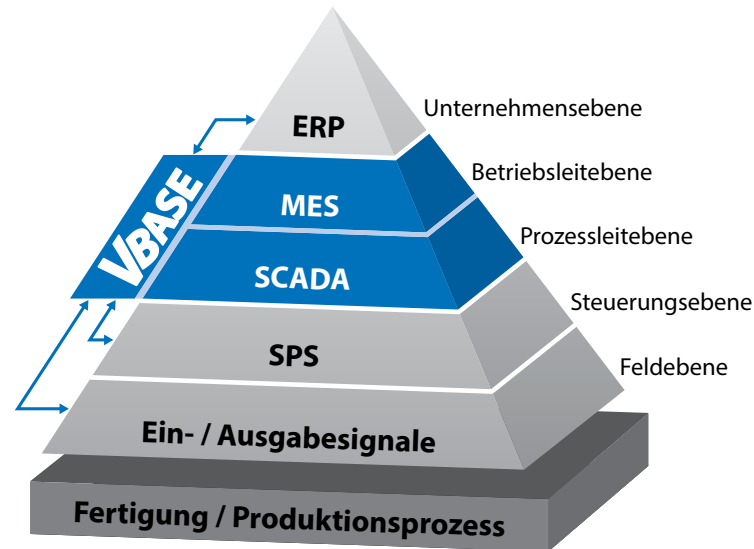 ERP
Unternehmensebene
VBASE
MES
Betriebsleitebene
SCADA
Prozessleitebene
SPS
Steuerungsebene
Ein- / Ausgabesignale
Feldebene
Fertigung / Produktionsprozess